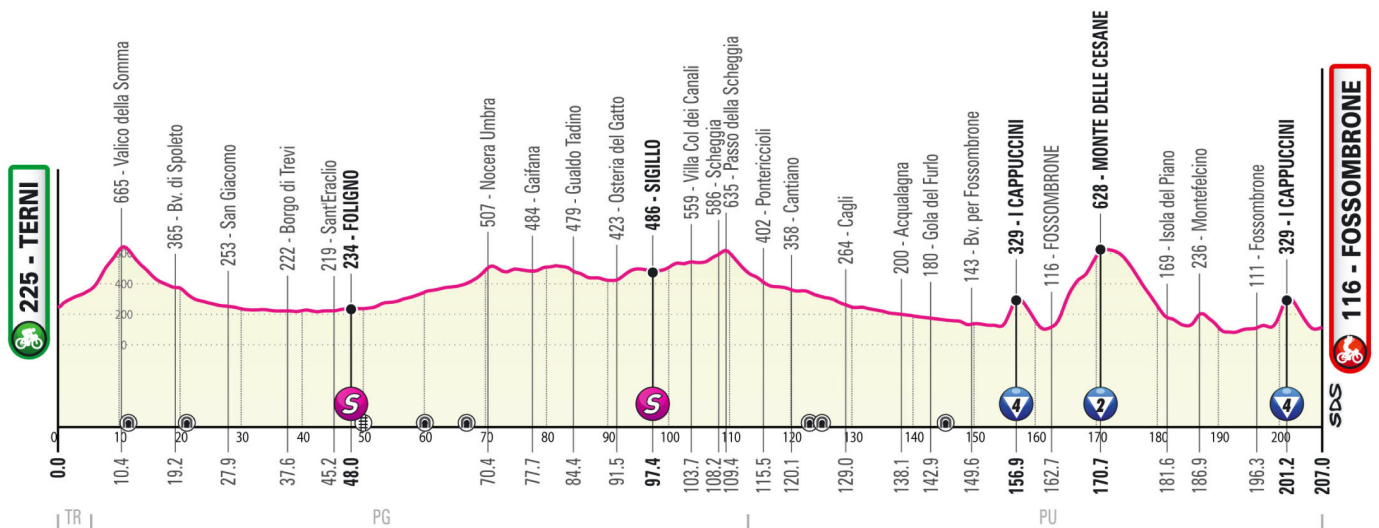 225 - TERNI
665 - Valico della Somma
365 - Bv. di Spoleto
253 - San Giacomo
222 - Borgo di Trevi
219 - Sant'Eraclio
234 - FOLIGNO
507 - Nocera Umbra
484 - Gaifana
479 - Gualdo Tadino
423 - Osteria del Gatto
486 - SIGILLO
559 - Villa Col dei Canali
586 - Scheggia
635 - Passo della Scheggia
402 - Pontericcioli
358 - Cantiano
264 - Cagli
200 - Acqualagna
180 - Gola del Furlo
143 - Bv. per Fossombrone
329 - I CAPPUCCINI
116 - FOSSOMBRONE
628 - MONTE DELLE CESANE
169 - Isola del Piano
236 - Montefelcino
111 - Fossombrone
329 - I CAPPUCCINI
116 - FOSSOMBRONE
600
400
200
0
S
S
4
2
4
SDS
0 10 20 30 40 50 60 70 80 90 100 110 120 130 140 150 160 170 180 190 200
0.0 10.4 19.2 27.9 37.6 45.2 48.0 70.4 77.7 84.4 91.5 97.4 103.7 108.2 109.4 115.5 120.1 129.0 138.1 142.9 149.6 156.9 162.7 170.7 181.6 186.9 196.3 201.2 207.0
TR PG PU